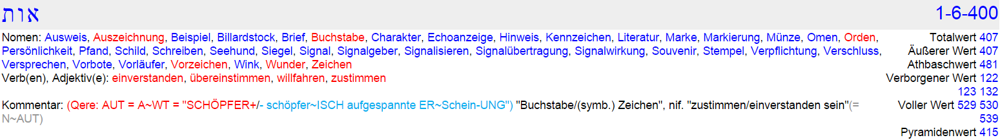 אות 1-6-400
Nomen: Ausweis, Auszeichnung, Beispiel, Billardstock, Brief, Buchstabe, Charakter, Echoanzeige, Hinweis, Kennzeichen, Literatur, Marke, Markierung, Münze, Omen, Orden,
Persönlichkeit, Pfand, Schild, Schreiben, Seehund, Siegel, Signal, Signalgeber, Signalisieren, Signalübertragung, Signalwirkung, Souvenir, Stempel, Verpflichtung, Verschluss,
Versprechen, Vorbote, Vorläufer, Vorzeichen, Wink, Wunder, Zeichen
Verb(en), Adjektiv(e): einverstanden, übereinstimmen, willfahren, zustimmen
Kommentar: (Qere: AUT = A~WT = "SCHÖPFER+/- schöpfer~ISCH aufgespannte ER~Schein-UNG") "Buchstabe/(symb.) Zeichen", nif. "zustimmen/einverstanden sein"(=
N~AUT)
Totalwert 407
Äußerer Wert 407
Athbaschwert 481
Verborgener Wert 122
123 132
Voller Wert 529 530
539
Pyramidenwert 415